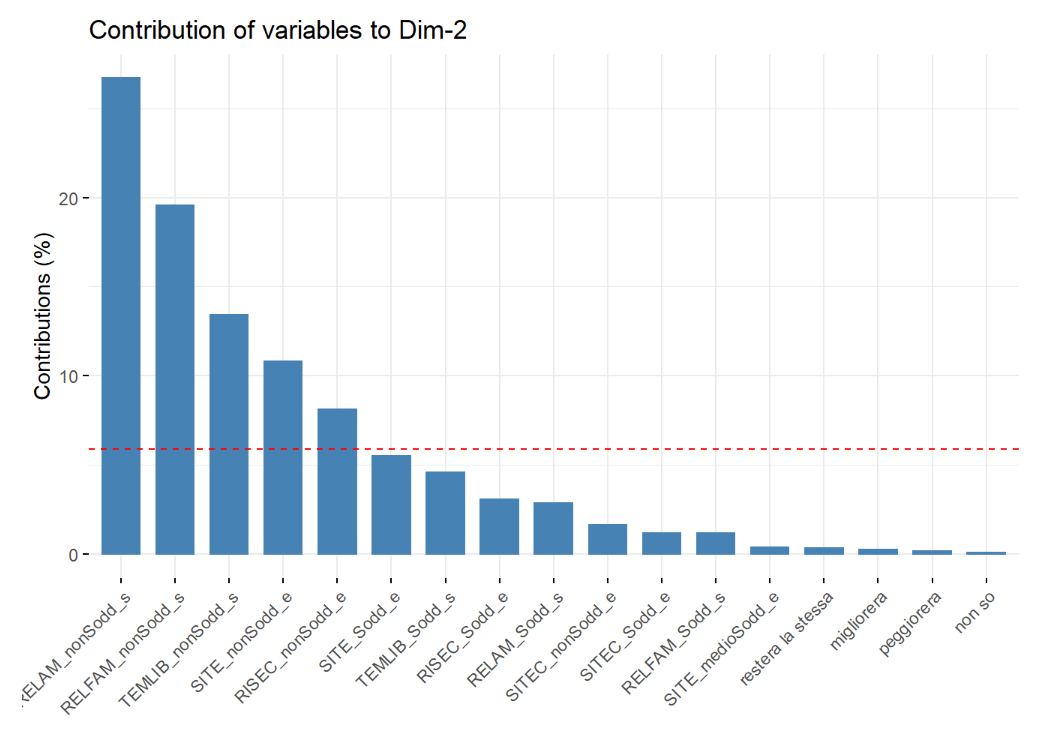 Contribution of variables to Dim-2
Contributions (%)
20
10
0
RELAM_nonSodd_s
RELFAM_nonSodd_s
TEMLIB_nonSodd_s
SITE_nonSodd_e
RISEC_nonSodd_e
SITE_Sodd_e
TEMLIB_Sodd_s
RISEC_Sodd_e
RELAM_Sodd_s
SITEC_nonSodd_e
SITEC_Sodd_e
RELFAM_Sodd_s
SITE_medioSodd_e
restera la stessa
migliorera
peggiorera
non so